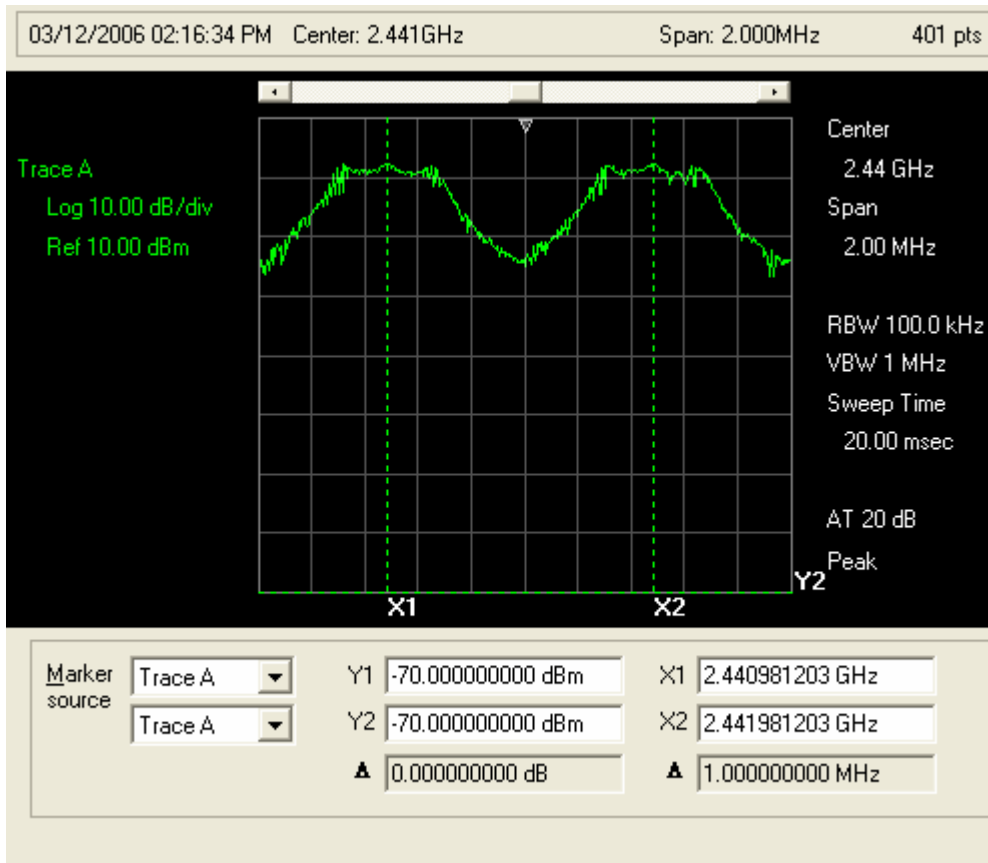 03/12/2006 02:16:34 PM Center: 2.441GHz Span: 2.000MHz 401 pts
Trace A
Log 10.00 dB/div
Ref 10.00 dBm
Center
2.44 GHz
Span
2.00 MHz
RBW 100.0 kHz
VBW 1 MHz
Sweep Time
20.00 msec
AT 20 dB
Peak
Y2
X1 X2
Marker source
Trace A
Trace A
Y1 -70.000000000 dBm
Y2 -70.000000000 dBm
Δ 0.000000000 dB
X1 2.440981203 GHz
X2 2.441981203 GHz
Δ 1.000000000 MHz